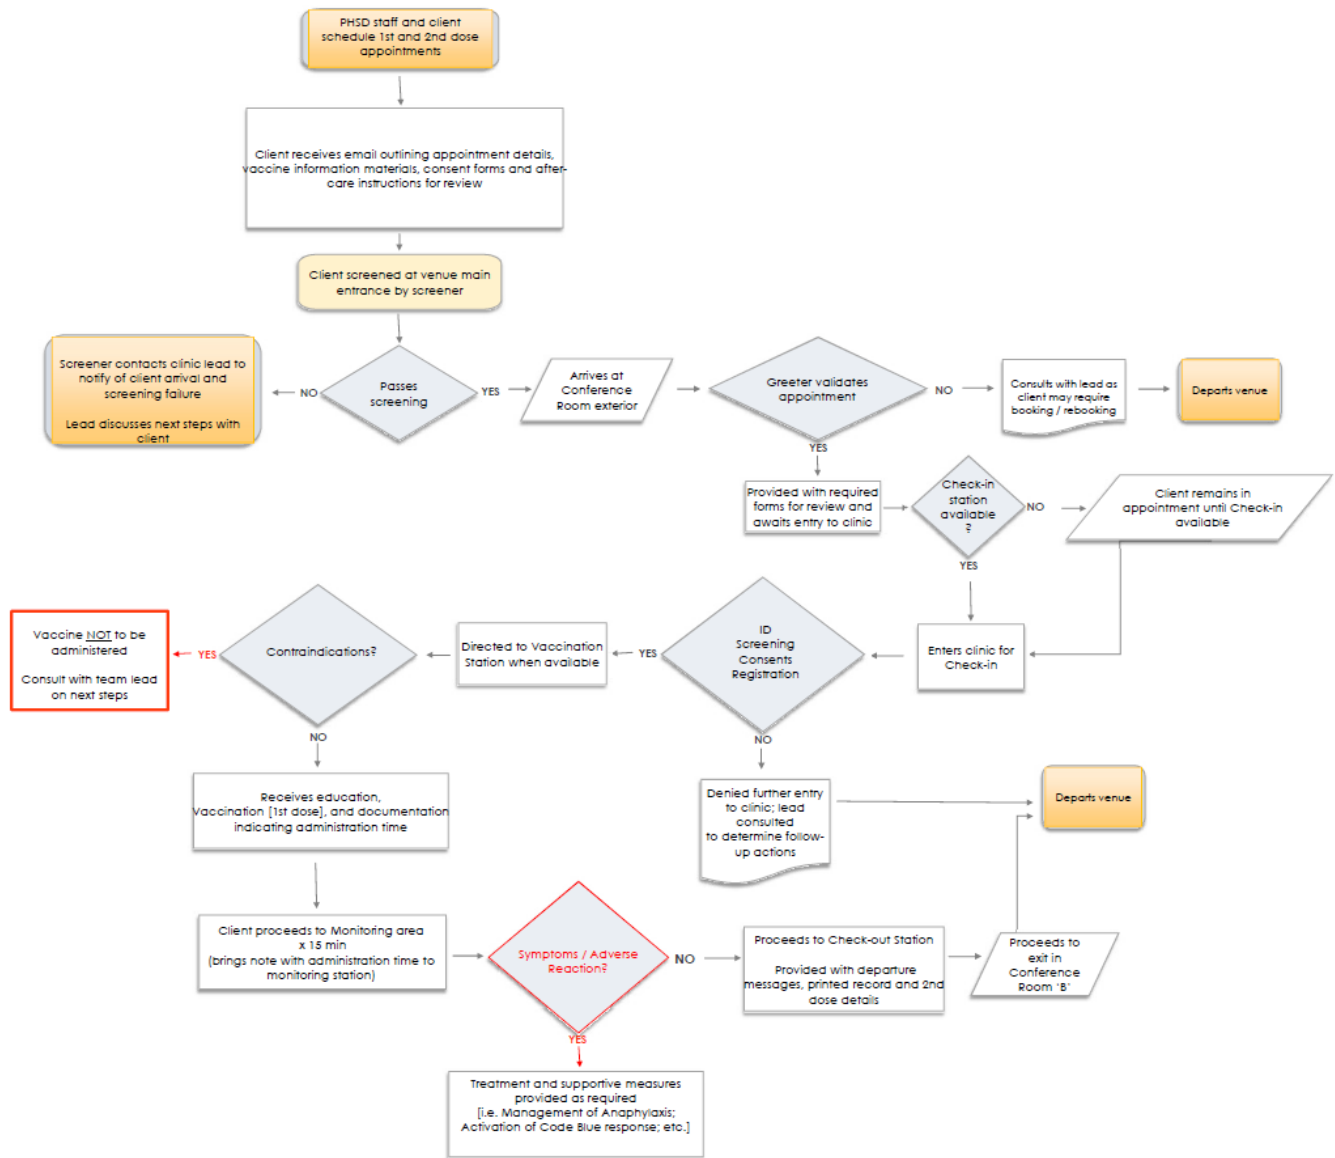 PHSD staff and client
schedule 1st and 2nd dose
appointments
Client receives email outlining appointment details,
vaccine information materials, consent forms and after-
care instructions for review
Client screened at venue main
entrance by screener
Screener contacts clinic lead to
notify of client arrival and
screening failure
Lead discusses next steps with
client
NO
Passes
screening
YES
Arrives at
Conference
Room exterior
Greeter validates
appointment
NO
Consults with lead as
client may require
booking / rebooking
Departs venue
YES
Provided with required
forms for review and
awaits entry to clinic
Check-in
station
available
?
NO
Client remains in
appointment until Check-in
available
YES
Enters clinic for
Check-in
ID
Screening
Consents
Registration
YES
Directed to Vaccination
Station when available
Contraindications?
YES
Vaccine NOT to be
administered
Consult with team lead
on next steps
NO
NO
Receives education,
Vaccination [1st dose], and documentation
indicating administration time
Denied further entry
to clinic; lead
consulted
to determine follow-
up actions
Departs venue
Client proceeds to Monitoring area
x 15 min
(brings note with administration time to
monitoring station)
Symptoms / Adverse
Reaction?
NO
Proceeds to Check-out Station
Provided with departure
messages, printed record and 2nd
dose details
Proceeds to
exit in
Conference
Room 'B'
YES
Treatment and supportive measures
provided as required
[i.e. Management of Anaphylaxis;
Activation of Code Blue response; etc.]